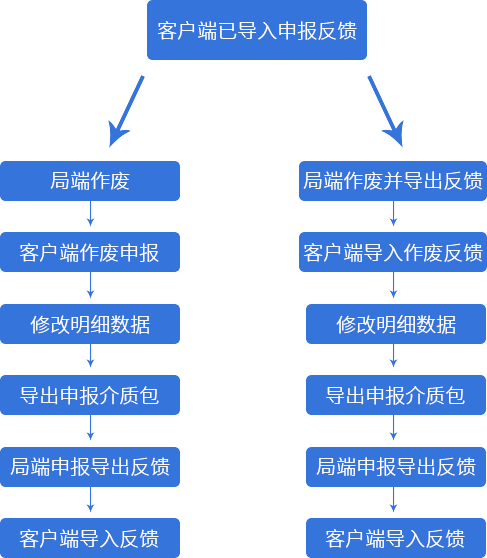 客户端已导入申报反馈
局端作废
客户端作废申报
修改明细数据
导出申报介质包
局端申报导出反馈
客户端导入反馈
局端作废并导出反馈
客户端导入作废反馈
修改明细数据
导出申报介质包
局端申报导出反馈
客户端导入反馈